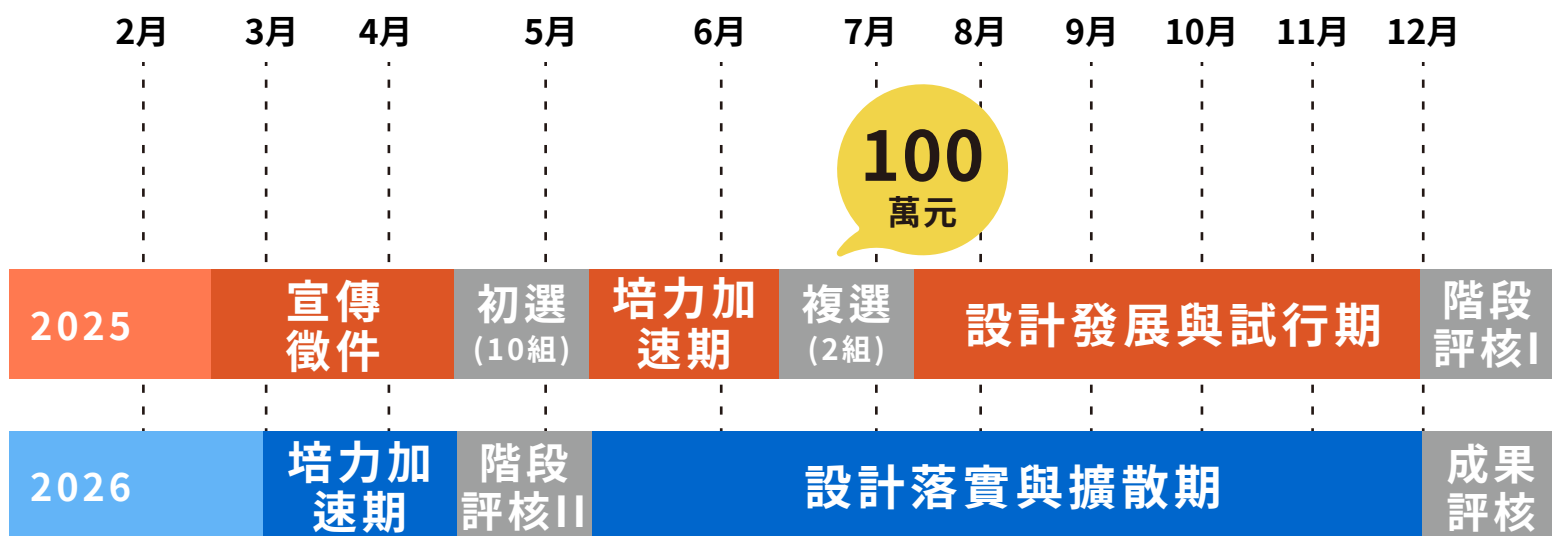 2月 3月 4月 5月 6月 7月 8月 9月 10月 11月 12月
100
萬元
2025
宣傳
徵件
初選
(10組)
培力加
速期
複選
(2組)
設計發展與試行期
階段
評核I
2026
培力加
速期
階段
評核II
設計落實與擴散期
成果
評核